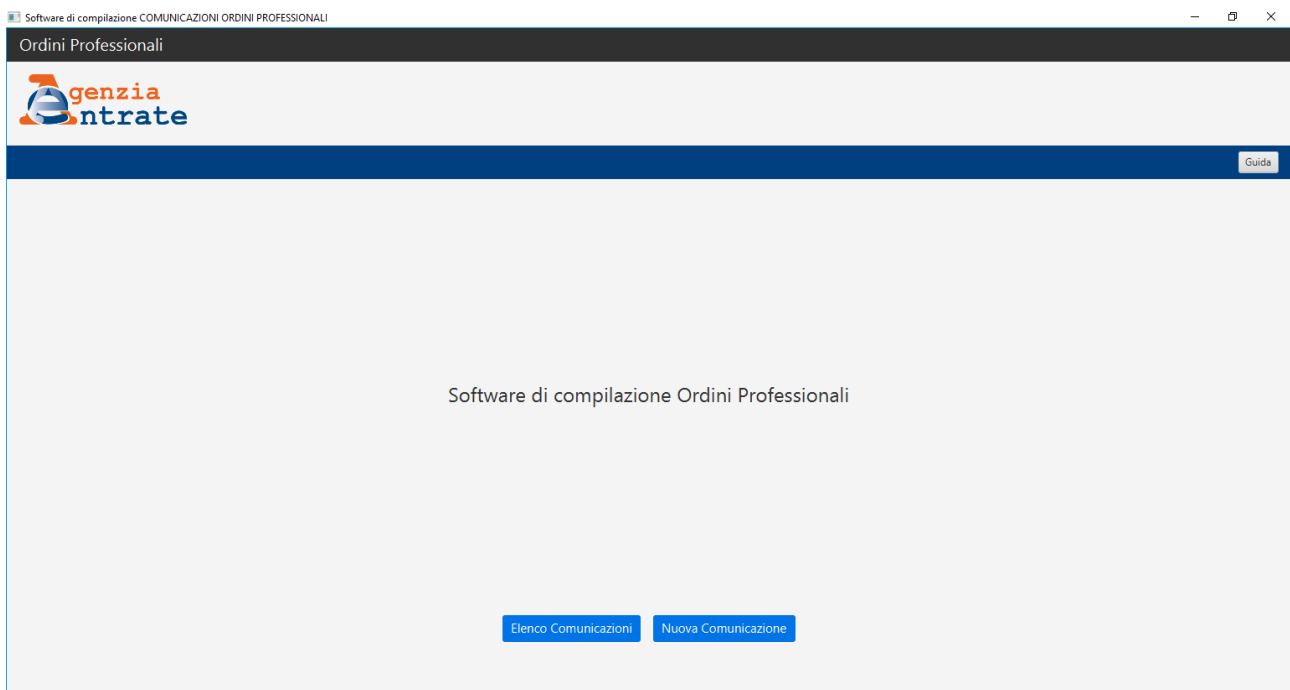 Software di compilazione COMUNICAZIONI ORDINI PROFESSIONALI
Ordini Professionali
Agenzia
Entrate
Guida
Software di compilazione Ordini Professionali
Elenco Comunicazioni Nuova Comunicazione